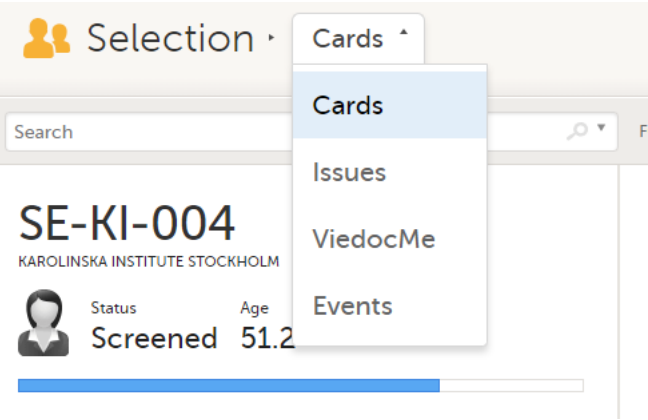 Selection
Cards
Cards
Search
F
Issues
ViedocMe
Events
SE-KI-004
KAROLINSKA INSTITUTE STOCKHOLM
Status Age
Screened 51.2